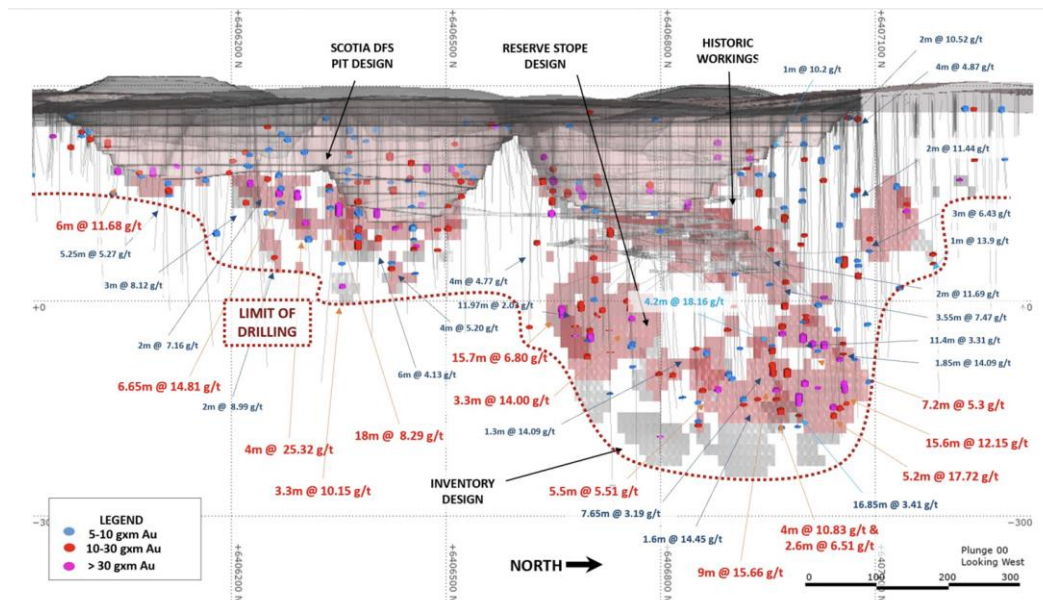 +6406200 N
+6406500 N
+6406800 N
+6407100 N
SCOTIA DFS
PIT DESIGN
RESERVE STOPE
DESIGN
HISTORIC
WORKINGS
2m @ 10.52 g/t
4m @ 4.87 g/t
1m @ 10.2 g/t
2m @ 11.44 g/t
6m @ 11.68 g/t
5.25m @ 5.27 g/t
3m @ 8.12 g/t
3m @ 6.43 g/t
1m @ 13.9 g/t
4m @ 4.77 g/t
2m @ 11.69 g/t
+0
LIMIT OF
DRILLING
4.2m @ 18.16 g/t
+0
3.55m @ 7.47 g/t
4m @ 5.20 g/t
2m @ 7.16 g/t
11.4m @ 3.31 g/t
15.7m @ 6.80 g/t
1.85m @ 14.09 g/t
6.65m @ 14.81 g/t
6m @ 4.13 g/t
3.3m @ 14.00 g/t
2m @ 8.99 g/t
7.2m @ 5.3 g/t
18m @ 8.29 g/t
1.3m @ 14.09 g/t
4m @ 25.32 g/t
15.6m @ 12.15 g/t
3.3m @ 10.15 g/t
INVENTORY
DESIGN
5.5m @ 5.51 g/t
5.2m @ 17.72 g/t
7.65m @ 3.19 g/t
16.85m @ 3.41 g/t
1.6m @ 14.45 g/t
4m @ 10.83 g/t &
2.6m @ 6.51 g/t
9m @ 15.66 g/t
-300
LEGEND
5-10 gxm Au
10-30 gxm Au
> 30 gxm Au
NORTH
Plunge 00
Looking West
0 100 200 300
+6406200 N
+6406500 N
+6406800 N